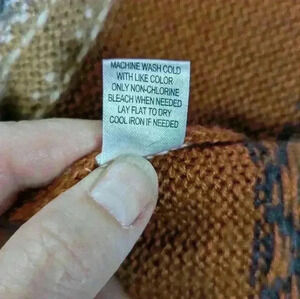 MACHINE WASH COLD
WITH LIKE COLOR
ONLY NON-CHLORINE
BLEACH WHEN NEEDED
LAY FLAT TO DRY
COOL IRON IF NEEDED